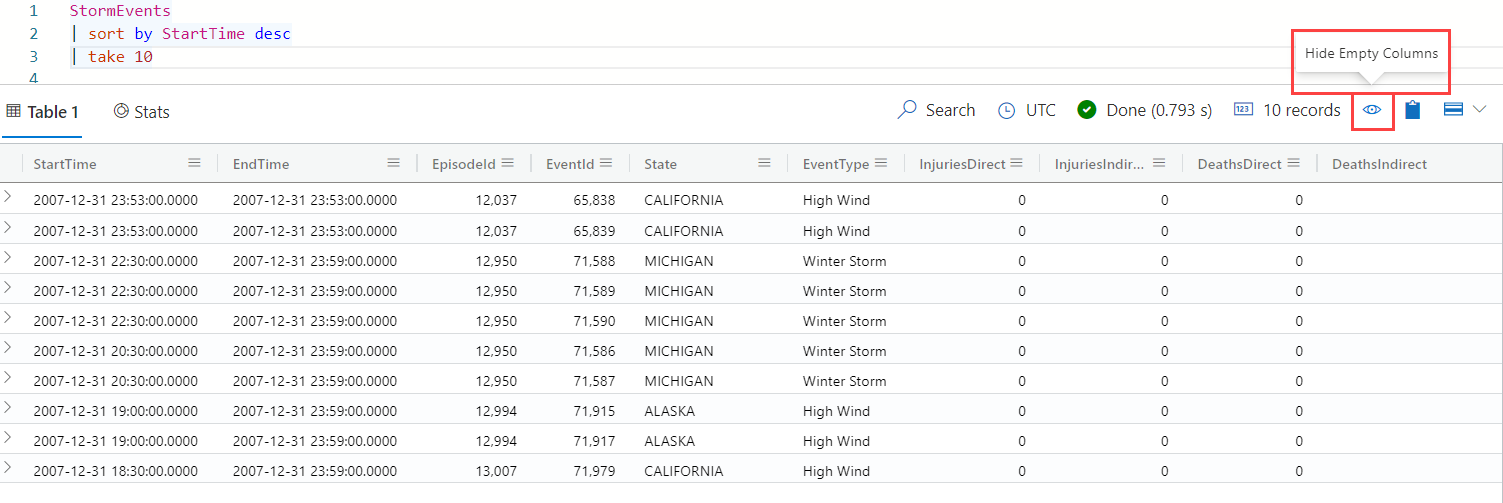 1 StormEvents
2 | sort by StartTime desc
3 | take 10
4
Hide Empty Columns
Table 1 Stats Search UTC Done (0.793 s) 123 10 records
StartTime EndTime EpisodeId EventId State EventType InjuriesDirect InjuriesIndir... DeathsDirect DeathsIndirect
2007-12-31 23:53:00.0000 2007-12-31 23:53:00.0000 12,037 65,838 CALIFORNIA High Wind 0 0 0
2007-12-31 23:53:00.0000 2007-12-31 23:53:00.0000 12,037 65,839 CALIFORNIA High Wind 0 0 0
2007-12-31 22:30:00.0000 2007-12-31 23:59:00.0000 12,950 71,588 MICHIGAN Winter Storm 0 0 0
2007-12-31 22:30:00.0000 2007-12-31 23:59:00.0000 12,950 71,589 MICHIGAN Winter Storm 0 0 0
2007-12-31 22:30:00.0000 2007-12-31 23:59:00.0000 12,950 71,590 MICHIGAN Winter Storm 0 0 0
2007-12-31 20:30:00.0000 2007-12-31 23:59:00.0000 12,950 71,586 MICHIGAN Winter Storm 0 0 0
2007-12-31 20:30:00.0000 2007-12-31 23:59:00.0000 12,950 71,587 MICHIGAN Winter Storm 0 0 0
2007-12-31 19:00:00.0000 2007-12-31 23:59:00.0000 12,994 71,915 ALASKA High Wind 0 0 0
2007-12-31 19:00:00.0000 2007-12-31 23:59:00.0000 12,994 71,917 ALASKA High Wind 0 0 0
2007-12-31 18:30:00.0000 2007-12-31 23:59:00.0000 13,007 71,979 CALIFORNIA High Wind 0 0 0